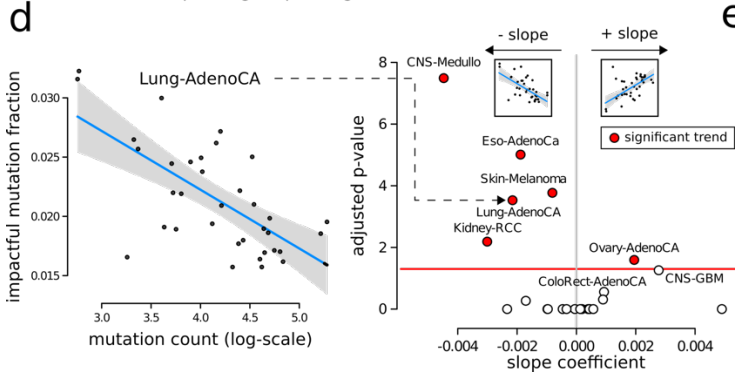 d
e
Lung-AdenoCA
impactful mutation fraction
0.030
0.025
0.020
0.015
3.0 3.5 4.0 4.5 5.0
mutation count (log-scale)
- slope
+ slope
CNS-Medullo
significant trend
Eso-AdenoCa
Skin-Melanoma
Lung-AdenoCA
Kidney-RCC
Ovary-AdenoCA
CNS-GBM
ColoRect-AdenoCA
adjusted p-value
8
6
4
2
0
-0.004 -0.002 0.000 0.002 0.004
slope coefficient